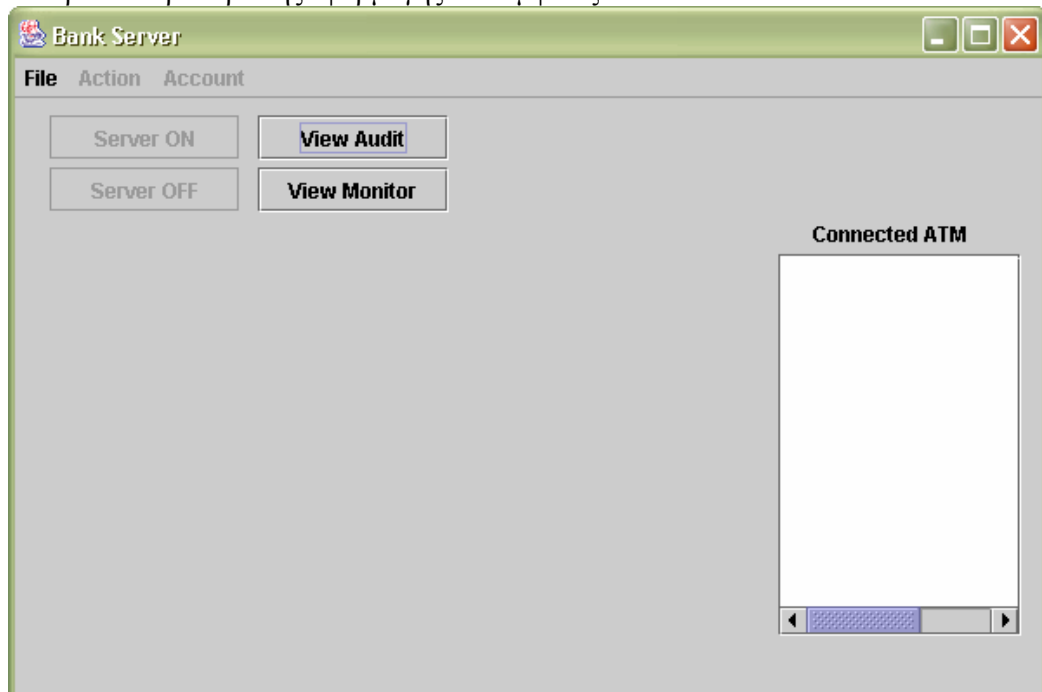 Bank Server
File Action Account
Server ON View Audit
Server OFF View Monitor
Connected ATM